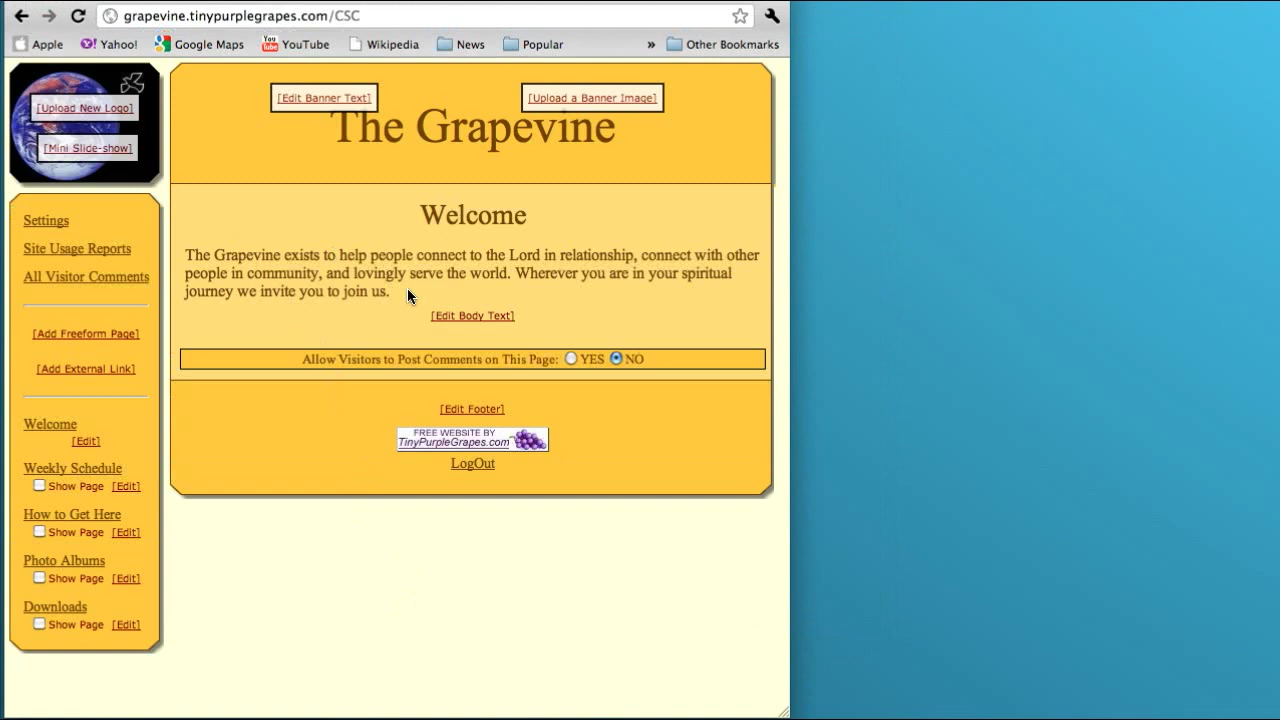 grapevine.tinypurplegrapes.com/CSC
Apple Yahoo! Google Maps YouTube Wikipedia News Popular » Other Bookmarks
[Upload New Logo]
[Mini Slide-show]
[Edit Banner Text] [Upload a Banner Image]
The Grapevine
Settings
Site Usage Reports
All Visitor Comments
[Add Freeform Page]
[Add External Link]
Welcome
[Edit]
Weekly Schedule
Show Page [Edit]
How to Get Here
Show Page [Edit]
Photo Albums
Show Page [Edit]
Downloads
Show Page [Edit]
Welcome
The Grapevine exists to help people connect to the Lord in relationship, connect with other
people in community, and lovingly serve the world. Wherever you are in your spiritual
journey we invite you to join us.
[Edit Body Text]
Allow Visitors to Post Comments on This Page: YES NO
[Edit Footer]
FREE WEBSITE BY
TinyPurpleGrapes.com
LogOut